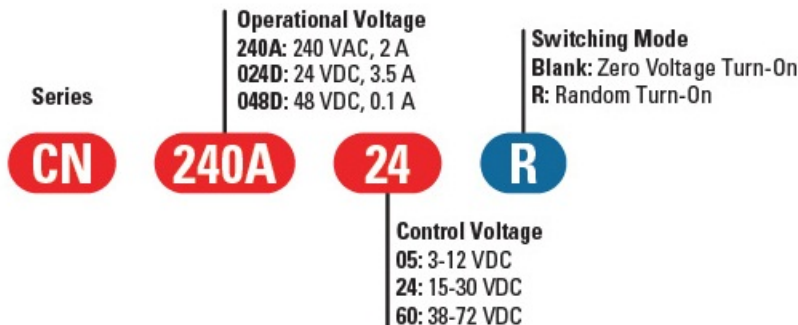 Operational Voltage
240A: 240 VAC, 2 A
024D: 24 VDC, 3.5 A
048D: 48 VDC, 0.1 A
Switching Mode
Blank: Zero Voltage Turn-On
R: Random Turn-On
Series
CN 240A 24 R
Control Voltage
05: 3-12 VDC
24: 15-30 VDC
60: 38-72 VDC